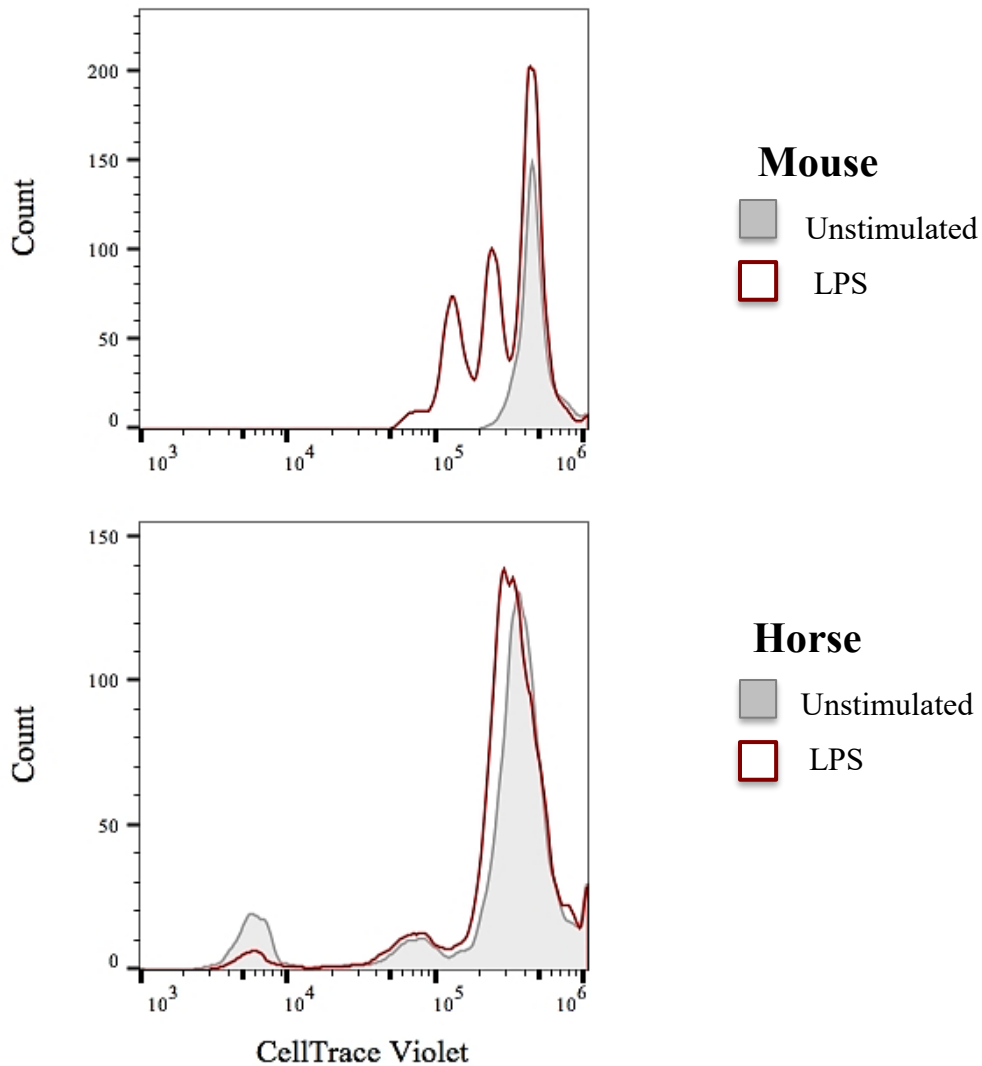 Count
200
150
100
50
0
10³ 10⁴ 10⁵ 10⁶
Mouse
Unstimulated
LPS
Count
150
100
50
0
10³ 10⁴ 10⁵ 10⁶
CellTrace Violet
Horse
Unstimulated
LPS